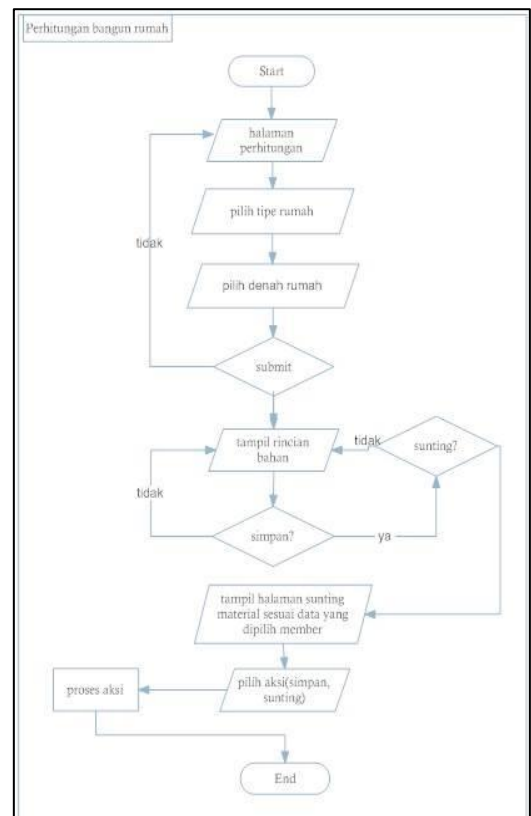 Perhitungan bangun rumah
Start
halaman
perhitungan
pilih tipe rumah
tidak
pilih denah rumah
submit
tampil rincian
bahan
tidak
sunting?
tidak
simpan?
ya
tampil halaman sunting
material sesuai data yang
dipilih member
pilih aksi(simpan,
sunting)
proses aksi
End